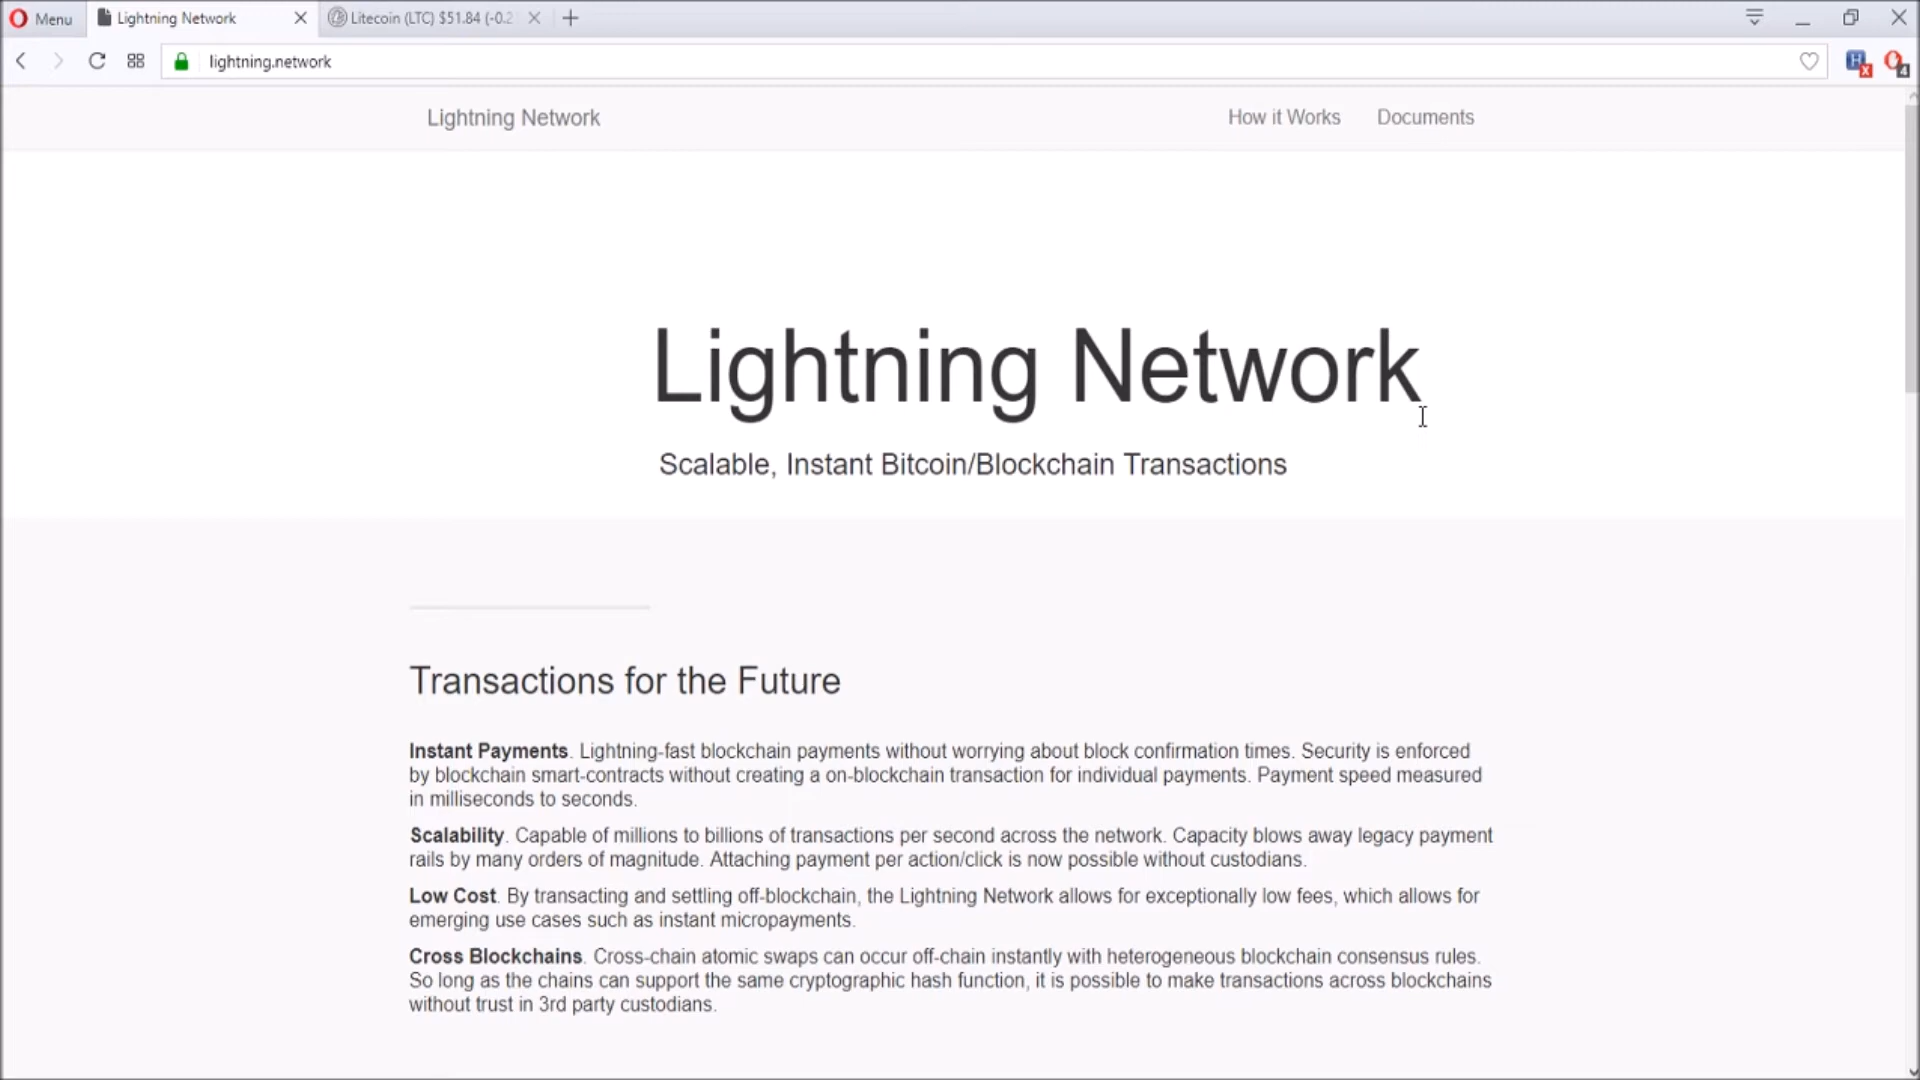 Menu
Lightning Network
Litecoin (LTC) $51.84 (-0.2
lightning.network
Lightning Network
How it Works
Documents
Lightning Network
Scalable, Instant Bitcoin/Blockchain Transactions
Transactions for the Future
Instant Payments. Lightning-fast blockchain payments without worrying about block confirmation times. Security is enforced
by blockchain smart-contracts without creating a on-blockchain transaction for individual payments. Payment speed measured
in milliseconds to seconds.
Scalability. Capable of millions to billions of transactions per second across the network. Capacity blows away legacy payment
rails by many orders of magnitude. Attaching payment per action/click is now possible without custodians.
Low Cost. By transacting and settling off-blockchain, the Lightning Network allows for exceptionally low fees, which allows for
emerging use cases such as instant micropayments.
Cross Blockchains. Cross-chain atomic swaps can occur off-chain instantly with heterogeneous blockchain consensus rules.
So long as the chains can support the same cryptographic hash function, it is possible to make transactions across blockchains
without trust in 3rd party custodians.